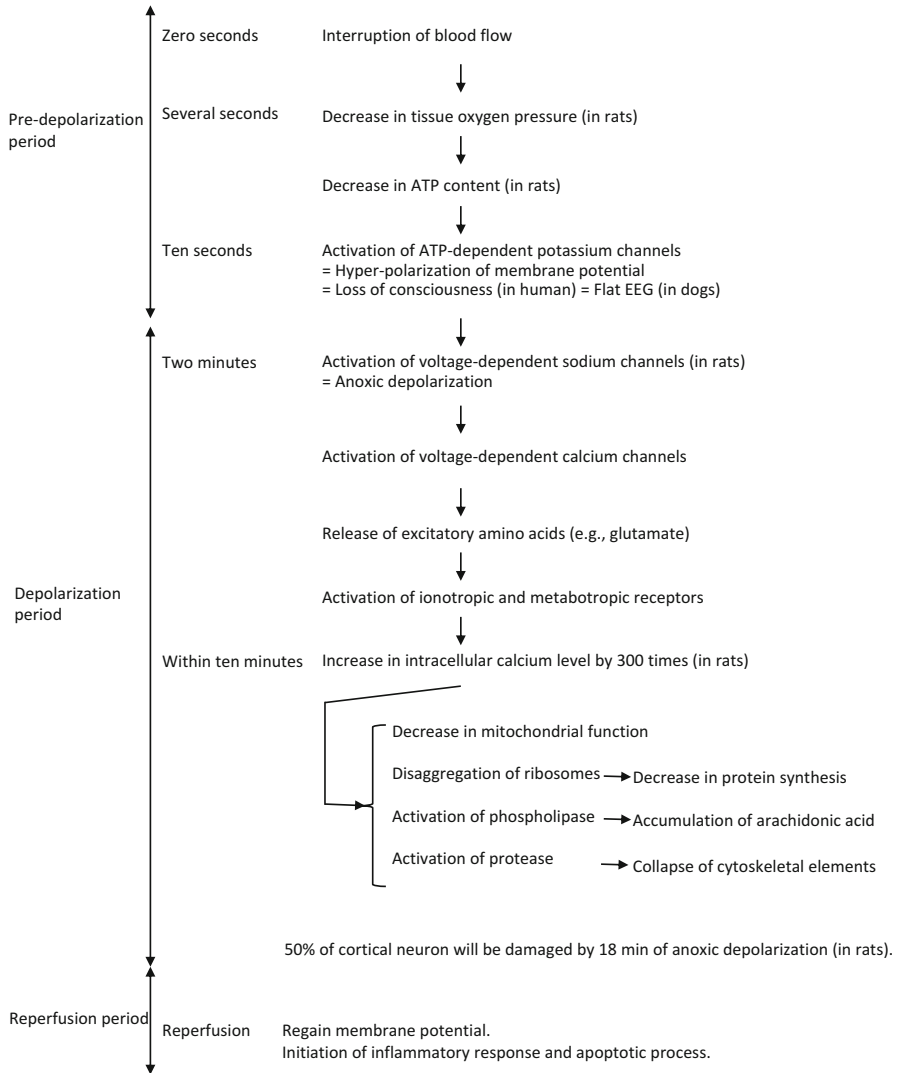 Zero seconds Interruption of blood flow
Pre-depolarization
period
Several seconds Decrease in tissue oxygen pressure (in rats)
Decrease in ATP content (in rats)
Ten seconds Activation of ATP-dependent potassium channels
= Hyper-polarization of membrane potential
= Loss of consciousness (in human) = Flat EEG (in dogs)
Two minutes Activation of voltage-dependent sodium channels (in rats)
= Anoxic depolarization
Activation of voltage-dependent calcium channels
Release of excitatory amino acids (e.g., glutamate)
Depolarization
period
Activation of ionotropic and metabotropic receptors
Within ten minutes Increase in intracellular calcium level by 300 times (in rats)
Decrease in mitochondrial function
Disaggregation of ribosomes Decrease in protein synthesis
Activation of phospholipase Accumulation of arachidonic acid
Activation of protease Collapse of cytoskeletal elements
50% of cortical neuron will be damaged by 18 min of anoxic depolarization (in rats).
Reperfusion period
Reperfusion Regain membrane potential.
Initiation of inflammatory response and apoptotic process.